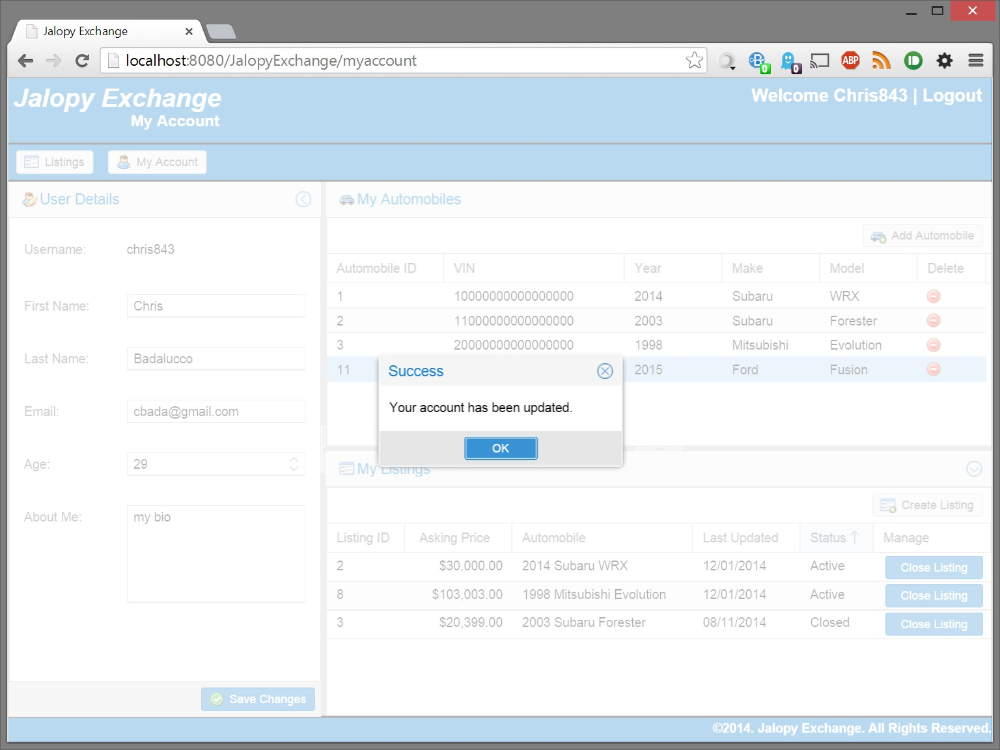 Jalopy Exchange
localhost:8080/JalopyExchange/myaccount
0
0
ABP
Jalopy Exchange
Welcome Chris843 | Logout
My Account
Listings
My Account
User Details
Username: chris843
First Name: Chris
Last Name: Badalucco
Email: cbada@gmail.com
Age: 29
About Me: my bio
Save Changes
My Automobiles
Add Automobile
Automobile ID VIN Year Make Model Delete
1 10000000000000000 2014 Subaru WRX
2 11000000000000000 2003 Subaru Forester
3 20000000000000000 1998 Mitsubishi Evolution
11 2015 Ford Fusion
Success
Your account has been updated.
OK
My Listings
Create Listing
Listing ID Asking Price Automobile Last Updated Status Manage
2 $30,000.00 2014 Subaru WRX 12/01/2014 Active Close Listing
8 $103,003.00 1998 Mitsubishi Evolution 12/01/2014 Active Close Listing
3 $20,399.00 2003 Subaru Forester 08/11/2014 Closed Close Listing
©2014. Jalopy Exchange. All Rights Reserved.